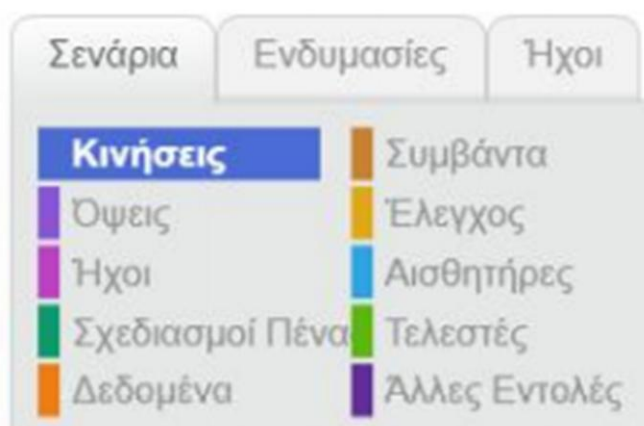 Σενάρια Ενδυμασίες Ήχοι
Κινήσεις Συμβάντα
Όψεις Έλεγχος
Ήχοι Αισθητήρες
Σχεδιασμοί Πένα Τελεστές
Δεδομένα Άλλες Εντολές